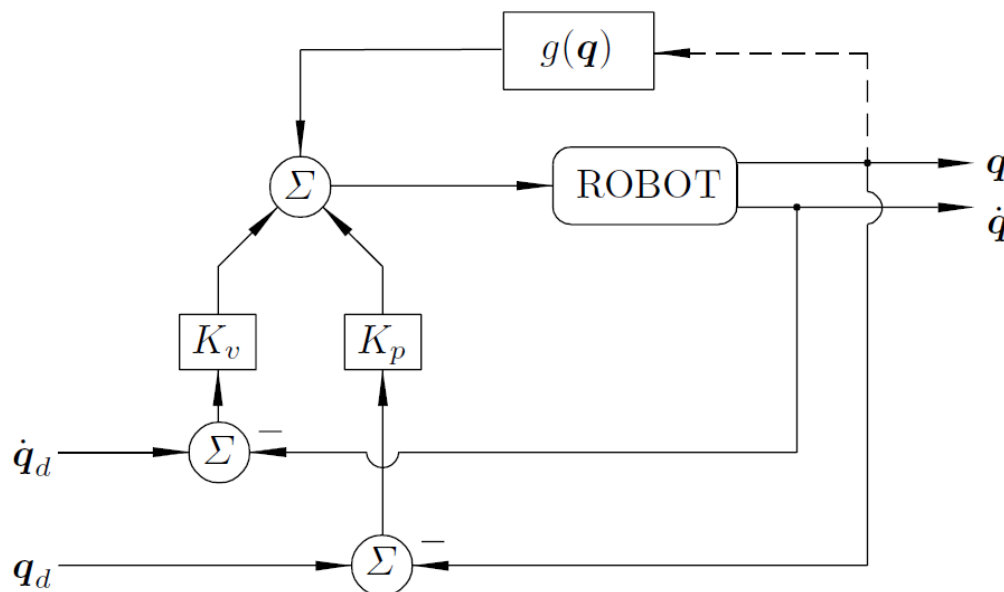 g(q)
Σ
ROBOT
q
q̇
K_v
K_p
q̇_d
Σ
−
q_d
Σ
−